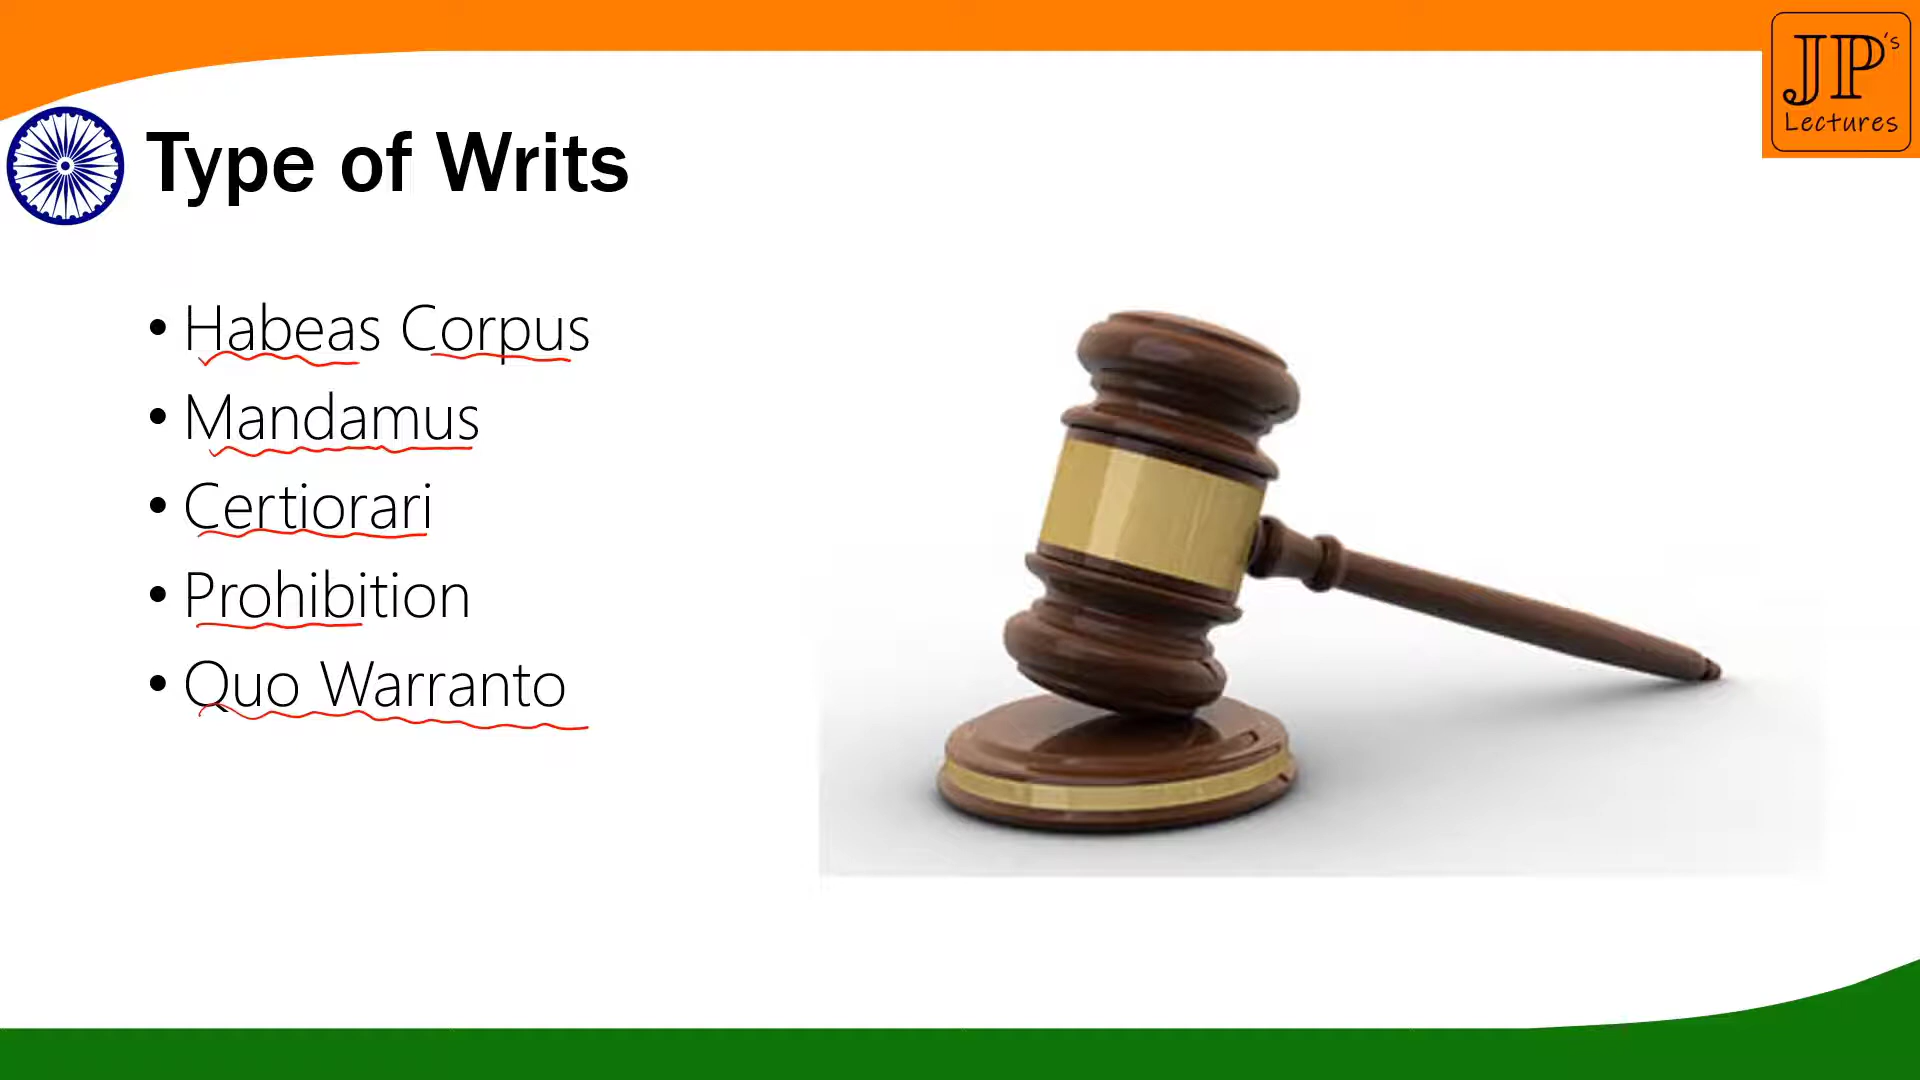 JP's
Lectures
Type of Writs
• Habeas Corpus
• Mandamus
• Certiorari
• Prohibition
• Quo Warranto